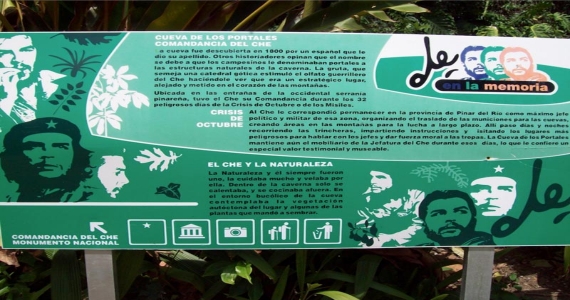 CUEVA DE LOS PORTALES
COMANDANCIA DEL CHE
La cueva fue descubierta en 1800 por un español que le
dio su apellido. Otros historiadores opinan que el nombre
se debe a que los campesinos le denominaban portales a
las estructuras naturales de la caverna. La gruta, que
semeja una catedral gótica estimuló el olfato guerrillero
del Che haciéndole ver que era un estratégico lugar,
alejado y metido en el corazón de las montañas.
Ubicada en las entrañas de la occidental serranía
pinareña, tuvo el Che su Comandancia durante los 32
peligrosos días de la Crisis de Octubre o de los Misiles.
Che
en la memoria
CRISIS
DE
OCTUBRE
Al Che le correspondió permanecer en la provincia de Pinar del Río como máximo jefe
político y militar de esa zona, organizando el traslado de las municiones para las cuevas,
creando áreas en las montañas para la lucha a largo plazo. Allí paso días y noches
recorriendo las trincheras, impartiendo instrucciones y visitando los lugares más
peligrosos para hablar con los jefes y dar fuerza moral a las tropas. La Cueva de los Portales
mantiene aún el mobiliario de la Jefatura del Che durante esos días, lo que le confiere un
especial valor testimonial y museable.
EL CHE Y LA NATURALEZA
La Naturaleza y él siempre fueron
uno, la cuidaba mucho y velaba por
ella. Dentro de la caverna solo se
calentaba, y se cocinaba afuera. En
el entorno bucólico de la cueva
contemplaba la vegetación
autóctona del lugar y algunas de las
plantas que mandó a sembrar.
Che
COMANDANCIA DEL CHE
MONUMENTO NACIONAL